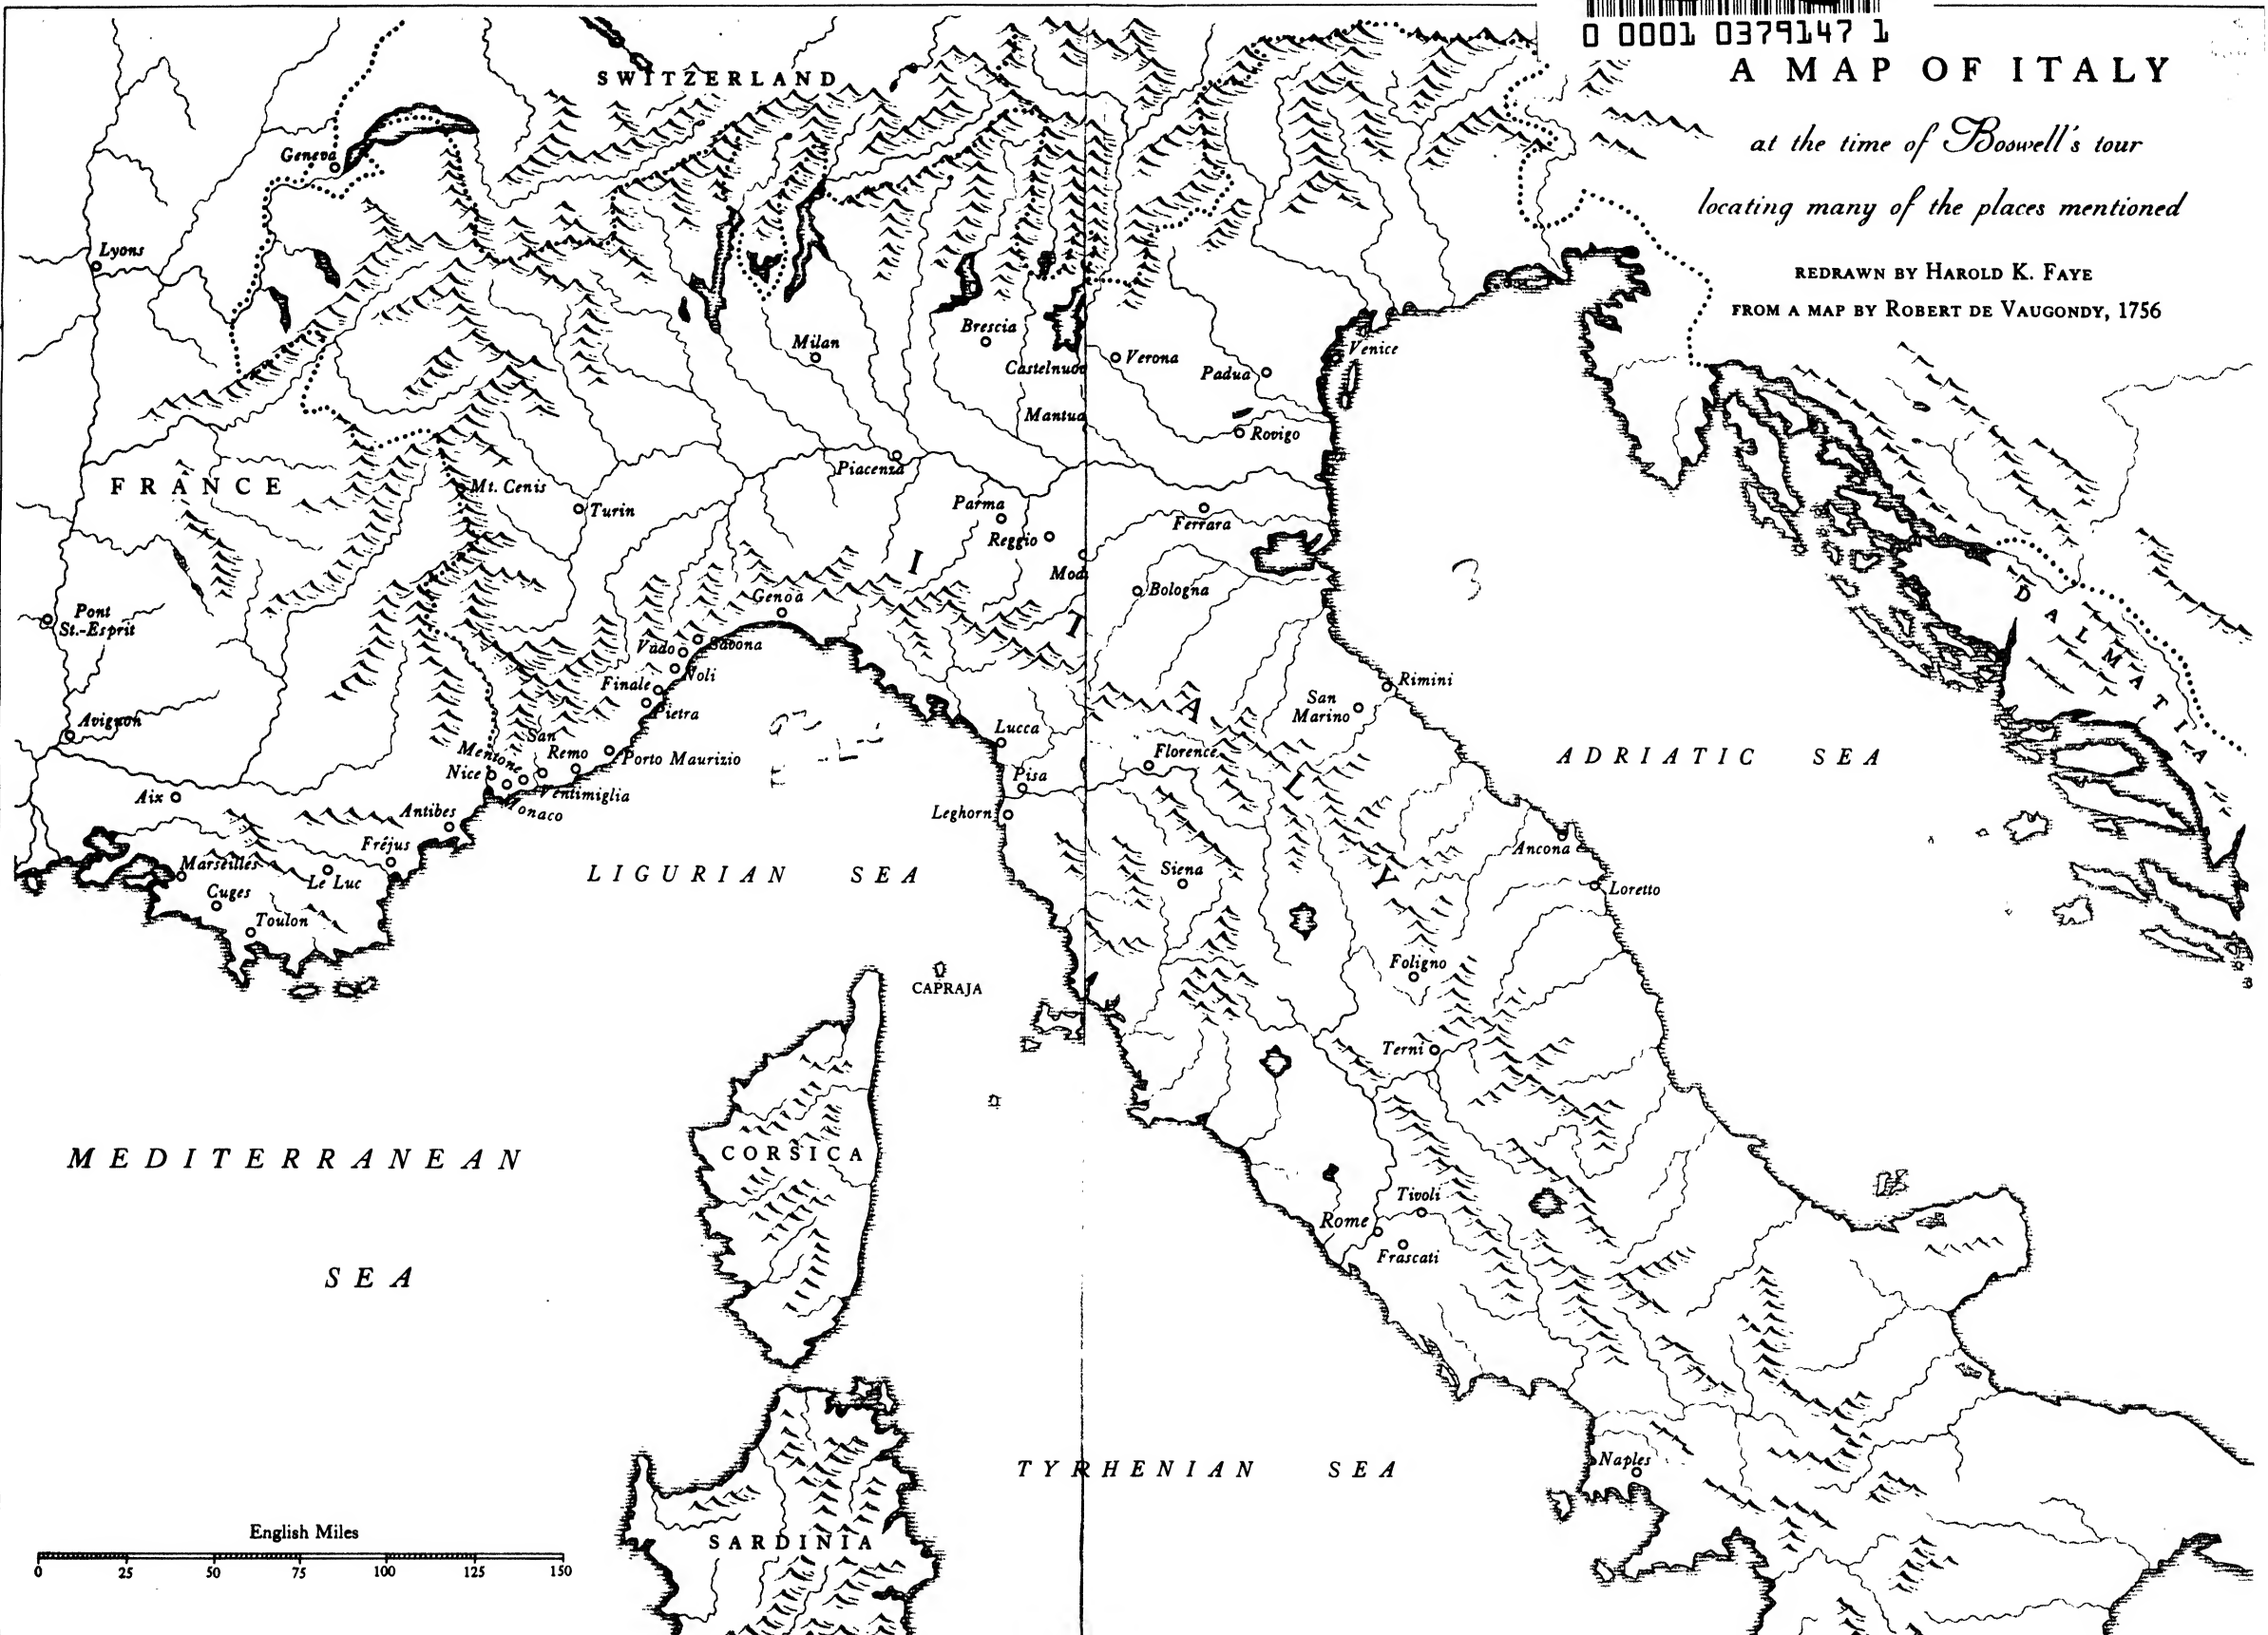 0 0001 0379147 1
A MAP OF ITALY
at the time of Boswell's tour
locating many of the places mentioned
REDRAWN BY HAROLD K. FAYE
FROM A MAP BY ROBERT DE VAUGONDY, 1756
SWITZERLAND
Geneva
Lyons
Milan
Brescia
Castelnuovo
Verona
Padua
Venice
Mantua
Rovigo
FRANCE
Mt. Cenis
Turin
Piacenza
Parma
Reggio
Mod
Ferrara
Bologna
ITALY
Genoa
Pont
St.-Esprit
Vado
Savona
Noli
Finale
Pietra
Avignon
San
Remo
Mentone
Porto Maurizio
Nice
Ventimiglia
Monaco
Aix
Antibes
Fréjus
Marseilles
Le Luc
Cuges
Toulon
Lucca
Pisa
Leghorn
Florence
San
Marino
Rimini
3
DALMATIA
ADRIATIC SEA
LIGURIAN SEA
Siena
Ancona
Loretto
Foligno
CAPRAJA
Terni
MEDITERRANEAN
SEA
CORSICA
Tivoli
Rome
Frascati
TYRHENIAN SEA
Naples
SARDINIA
English Miles
0 25 50 75 100 125 150